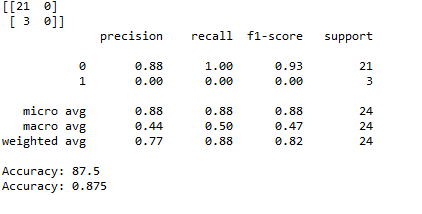 [[21  0]
 [ 3  0]]
              precision    recall  f1-score   support

           0       0.88      1.00      0.93        21
           1       0.00      0.00      0.00         3

   micro avg       0.88      0.88      0.88        24
   macro avg       0.44      0.50      0.47        24
weighted avg       0.77      0.88      0.82        24

Accuracy: 87.5
Accuracy: 0.875